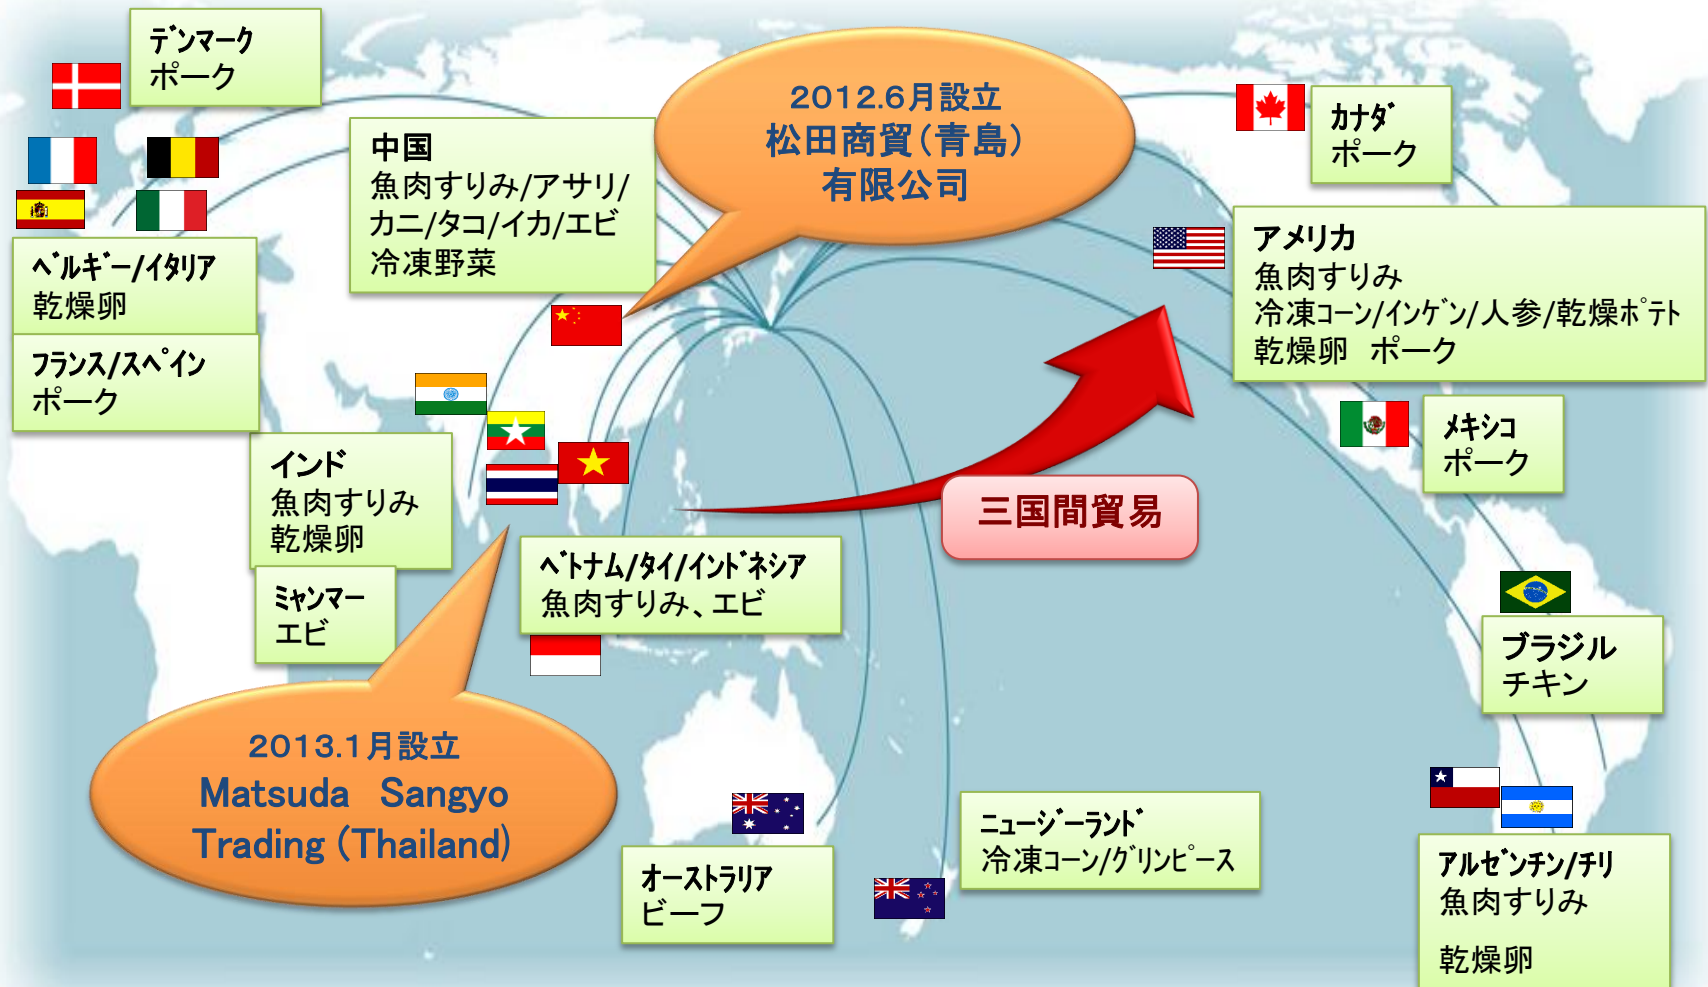 デンマーク
ポーク
2012.6月設立
松田商貿(青島)
有限公司
カナダ
ポーク
中国
魚肉すりみ/アサリ/
カニ/タコ/イカ/エビ
冷凍野菜
アメリカ
魚肉すりみ
冷凍コーン/インゲン/人参/乾燥ポテト
乾燥卵 ポーク
ベルギー/イタリア
乾燥卵
フランス/スペイン
ポーク
メキシコ
ポーク
インド
魚肉すりみ
乾燥卵
三国間貿易
ベトナム/タイ/インドネシア
魚肉すりみ、エビ
ミャンマー
エビ
ブラジル
チキン
2013.1月設立
Matsuda Sangyo
Trading (Thailand)
ニュージーランド
冷凍コーン/グリンピース
オーストラリア
ビーフ
アルゼンチン/チリ
魚肉すりみ
乾燥卵